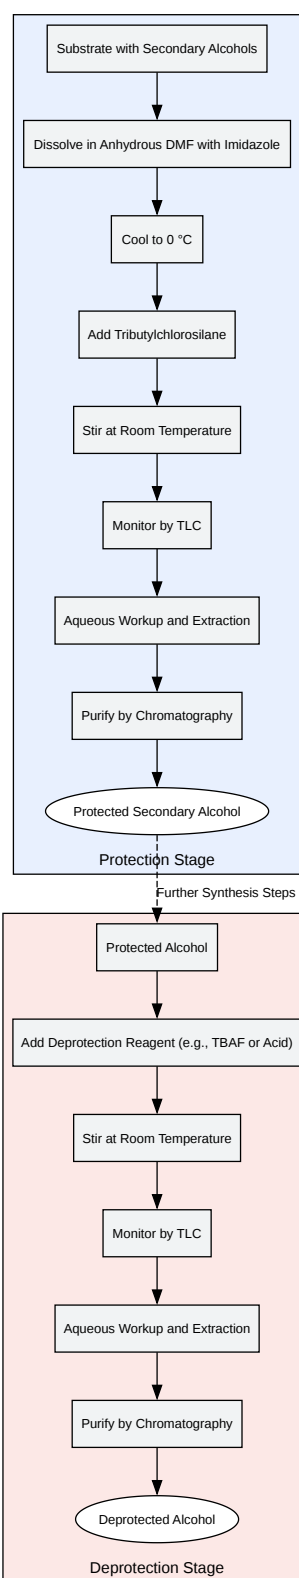 Substrate with Secondary Alcohols
Dissolve in Anhydrous DMF with Imidazole
Cool to 0 °C
Add Tributylchlorosilane
Stir at Room Temperature
Monitor by TLC
Aqueous Workup and Extraction
Purify by Chromatography
Protected Secondary Alcohol
Protection Stage
Further Synthesis Steps
Protected Alcohol
Add Deprotection Reagent (e.g., TBAF or Acid)
Stir at Room Temperature
Monitor by TLC
Aqueous Workup and Extraction
Purify by Chromatography
Deprotected Alcohol
Deprotection Stage